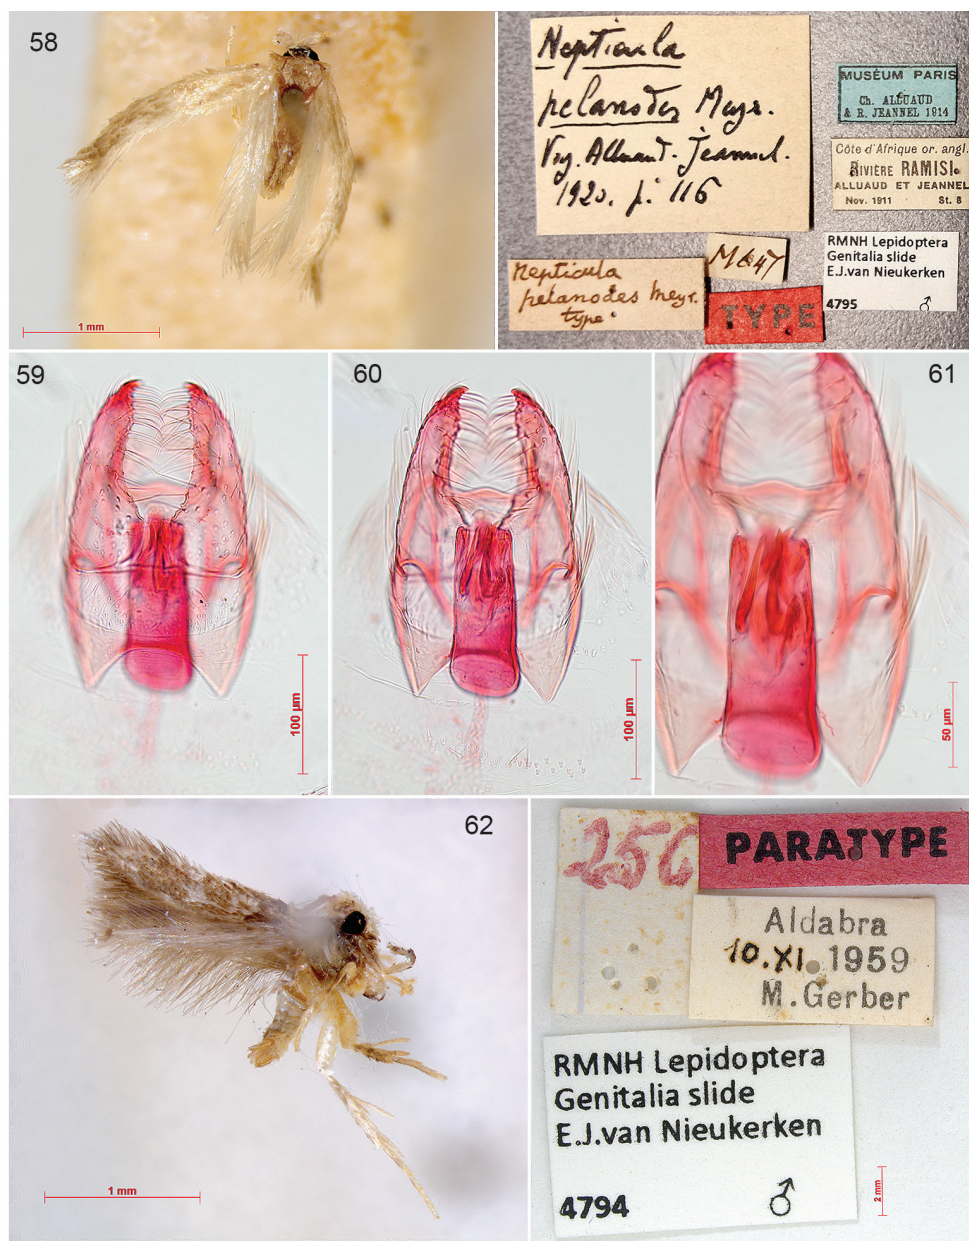 58
1 mm
Nepticula
pelanodes Meyr.
Voy. Alluaud. Jeannel.
1920. p. 116
MUSÉUM PARIS
Ch. ALLUAUD
& R. JEANNEL 1914
Côte d'Afrique or. angl.
RIVIÈRE RAMISI.
ALLUAUD ET JEANNEL
Nov. 1911 St. 8
Nepticula
pelanodes Meyr.
type
TYPE
RMNH Lepidoptera
Genitalia slide
E.J.van Nieukerken
4795 ♂
59
100 µm
60
100 µm
61
50 µm
62
1 mm
PARATYPE
Aldabra
10.XI.1959
M.Gerber
RMNH Lepidoptera
Genitalia slide
E.J.van Nieukerken
4794 ♂
2 mm